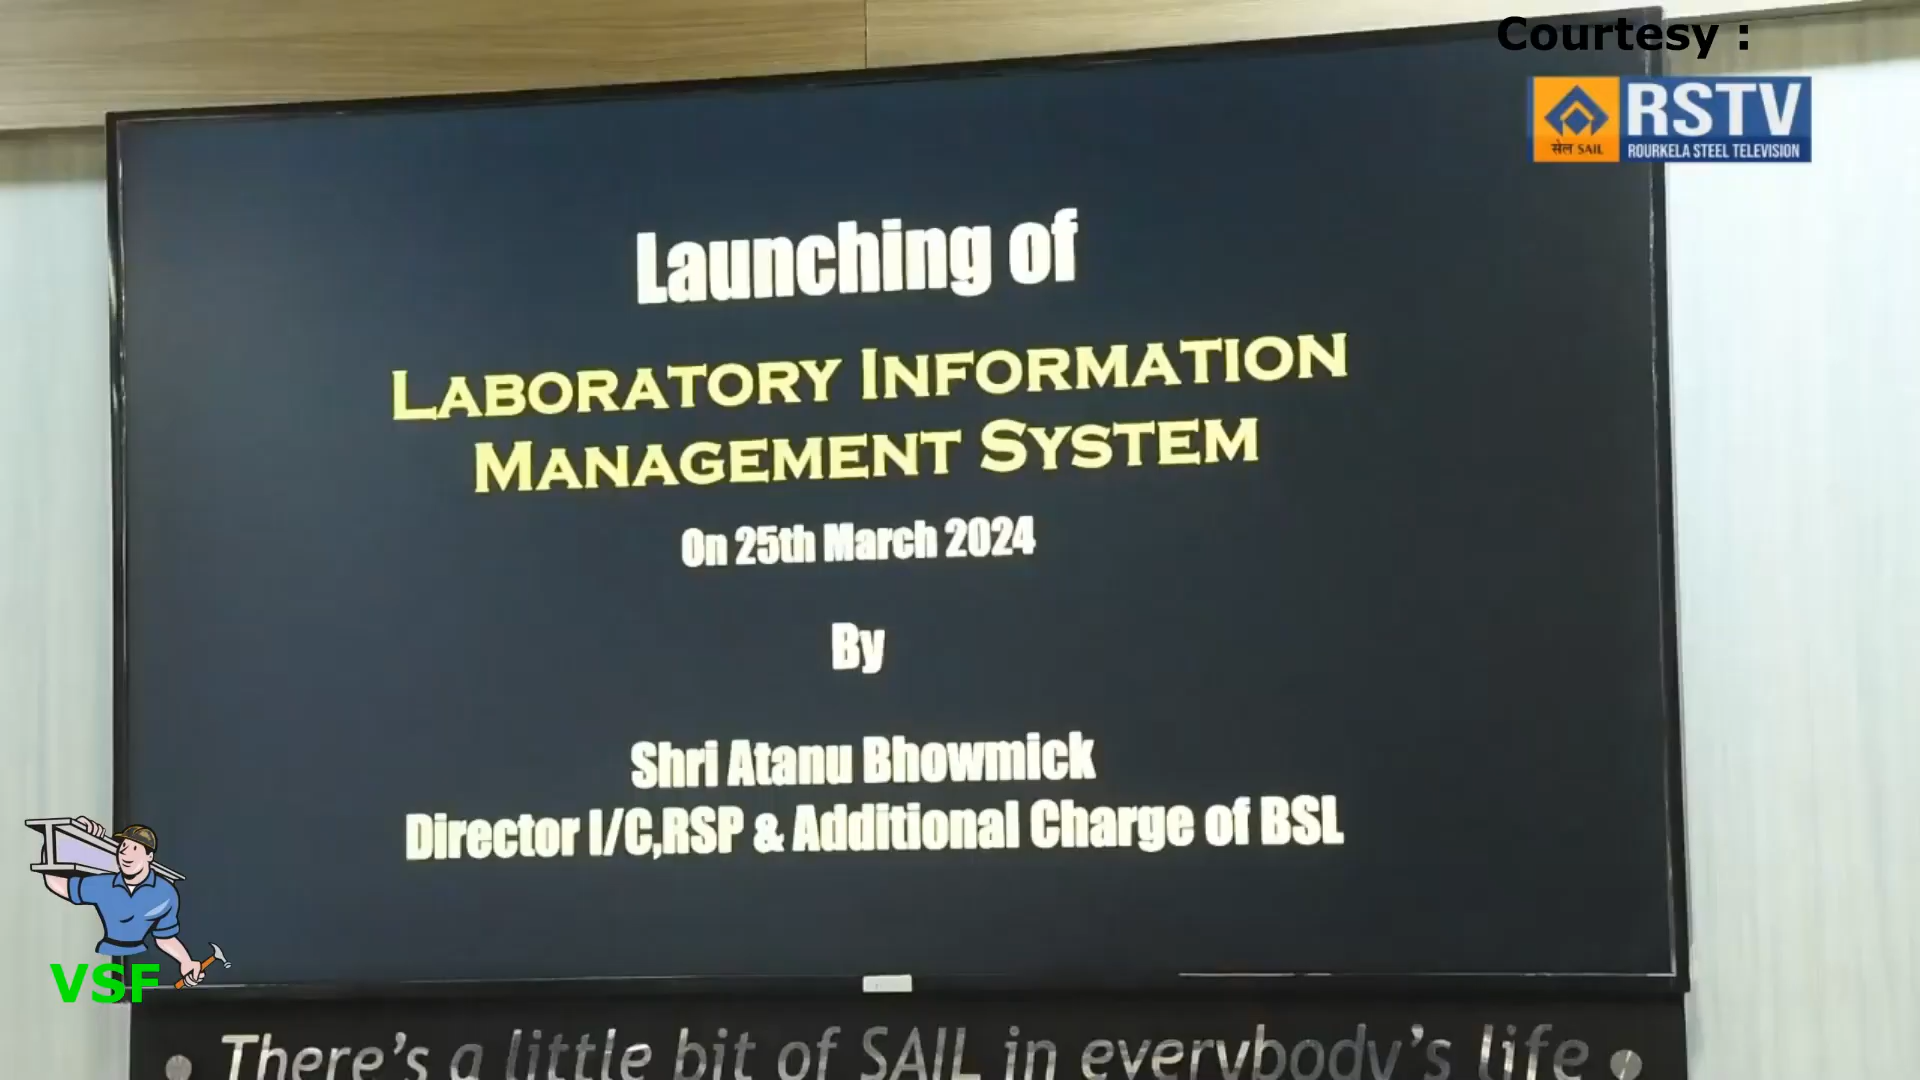 Courtesy :
RSTV
सेल SAIL
ROURKELA STEEL TELEVISION
Launching of
LABORATORY INFORMATION
MANAGEMENT SYSTEM
On 25th March 2024
By
Shri Atanu Bhowmick
Director I/C,RSP & Additional Charge of BSL
VSF
There's a little bit of SAIL in everybody's life